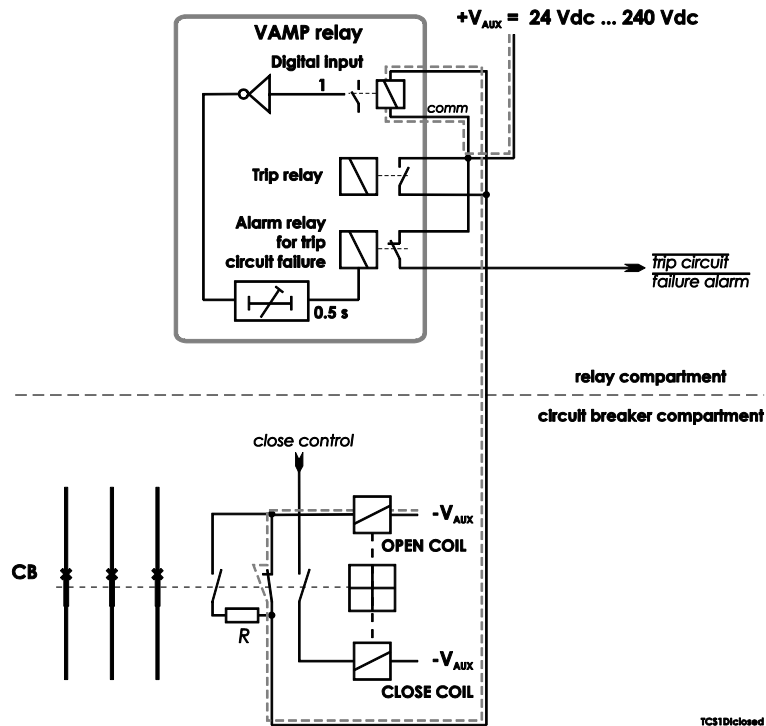 +VAUX = 24 Vdc ... 240 Vdc
VAMP relay
Digital input
1
comm
Trip relay
Alarm relay
for trip
circuit failure
0.5 s
trip circuit
failure alarm
relay compartment
circuit breaker compartment
close control
-VAUX
OPEN COIL
CB
R
-VAUX
CLOSE COIL
TCS1DIclosed